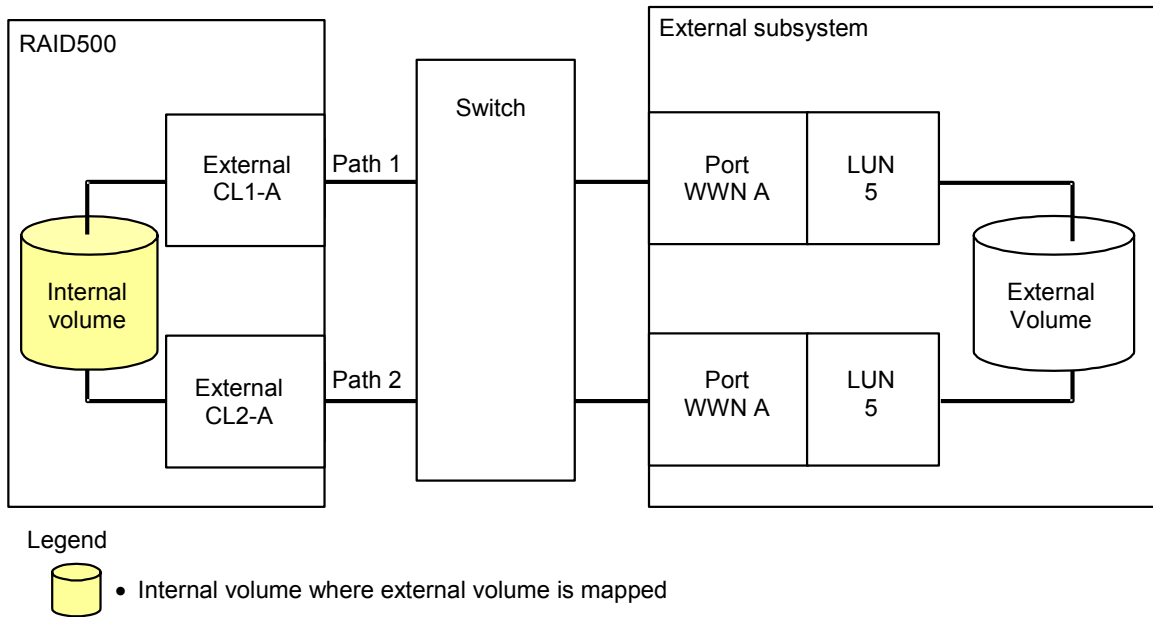 RAID500
External subsystem
Switch
External
CL1-A
Path 1
Port
WWN A
LUN
5
Internal
volume
External
Volume
External
CL2-A
Path 2
Port
WWN A
LUN
5
Legend
• Internal volume where external volume is mapped